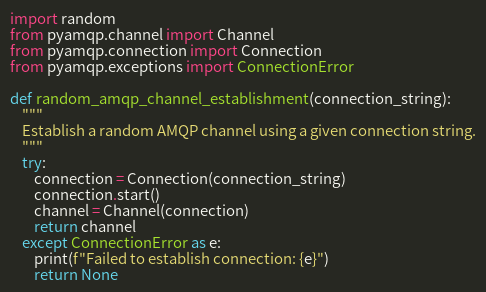 import random
from pyamqp.channel import Channel
from pyamqp.connection import Connection
from pyamqp.exceptions import ConnectionError

def random_amqp_channel_establishment(connection_string):
    """
    Establish a random AMQP channel using a given connection string.
    """
    try:
        connection = Connection(connection_string)
        connection.start()
        channel = Channel(connection)
        return channel
    except ConnectionError as e:
        print(f"Failed to establish connection: {e}")
        return None